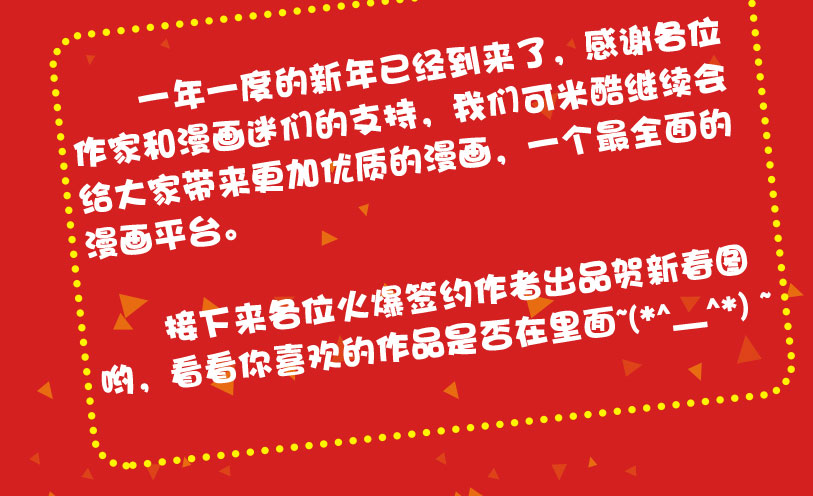 一年一度的新年已经到来了，感谢各位
作家和漫画迷们的支持，我们可米酷继续会
给大家带来更加优质的漫画，一个最全面的
漫画平台。
接下来各位火爆签约作者出品贺新春图
哟，看看你喜欢的作品是否在里面~(*^__^*) ~